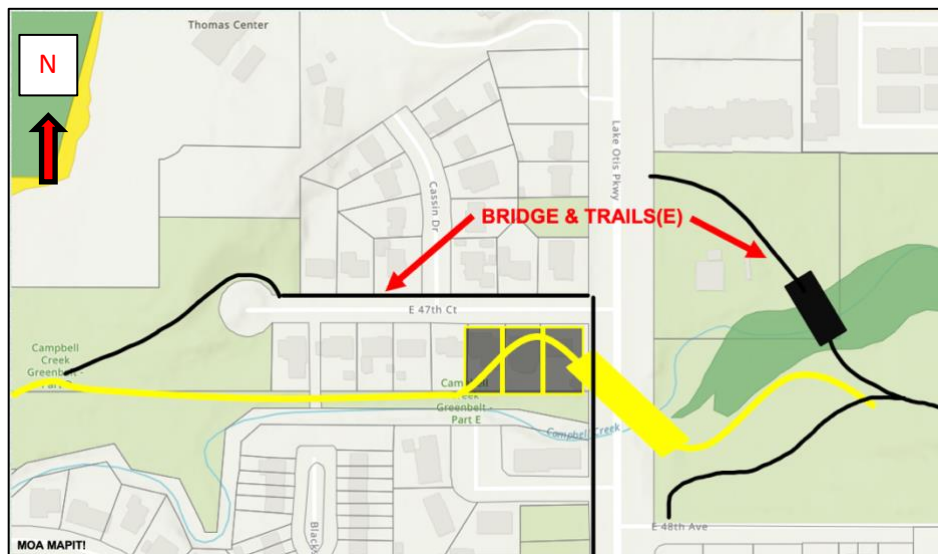 Thomas Center
N
Lake Otis Pkwy
Cassin Dr
BRIDGE & TRAILS(E)
E 47th Ct
Campbell
Creek
Greenbelt -
Campbell
Creek
Greenbelt -
Part E
Campbell Creek
E 48th Ave
MOA MAPIT!